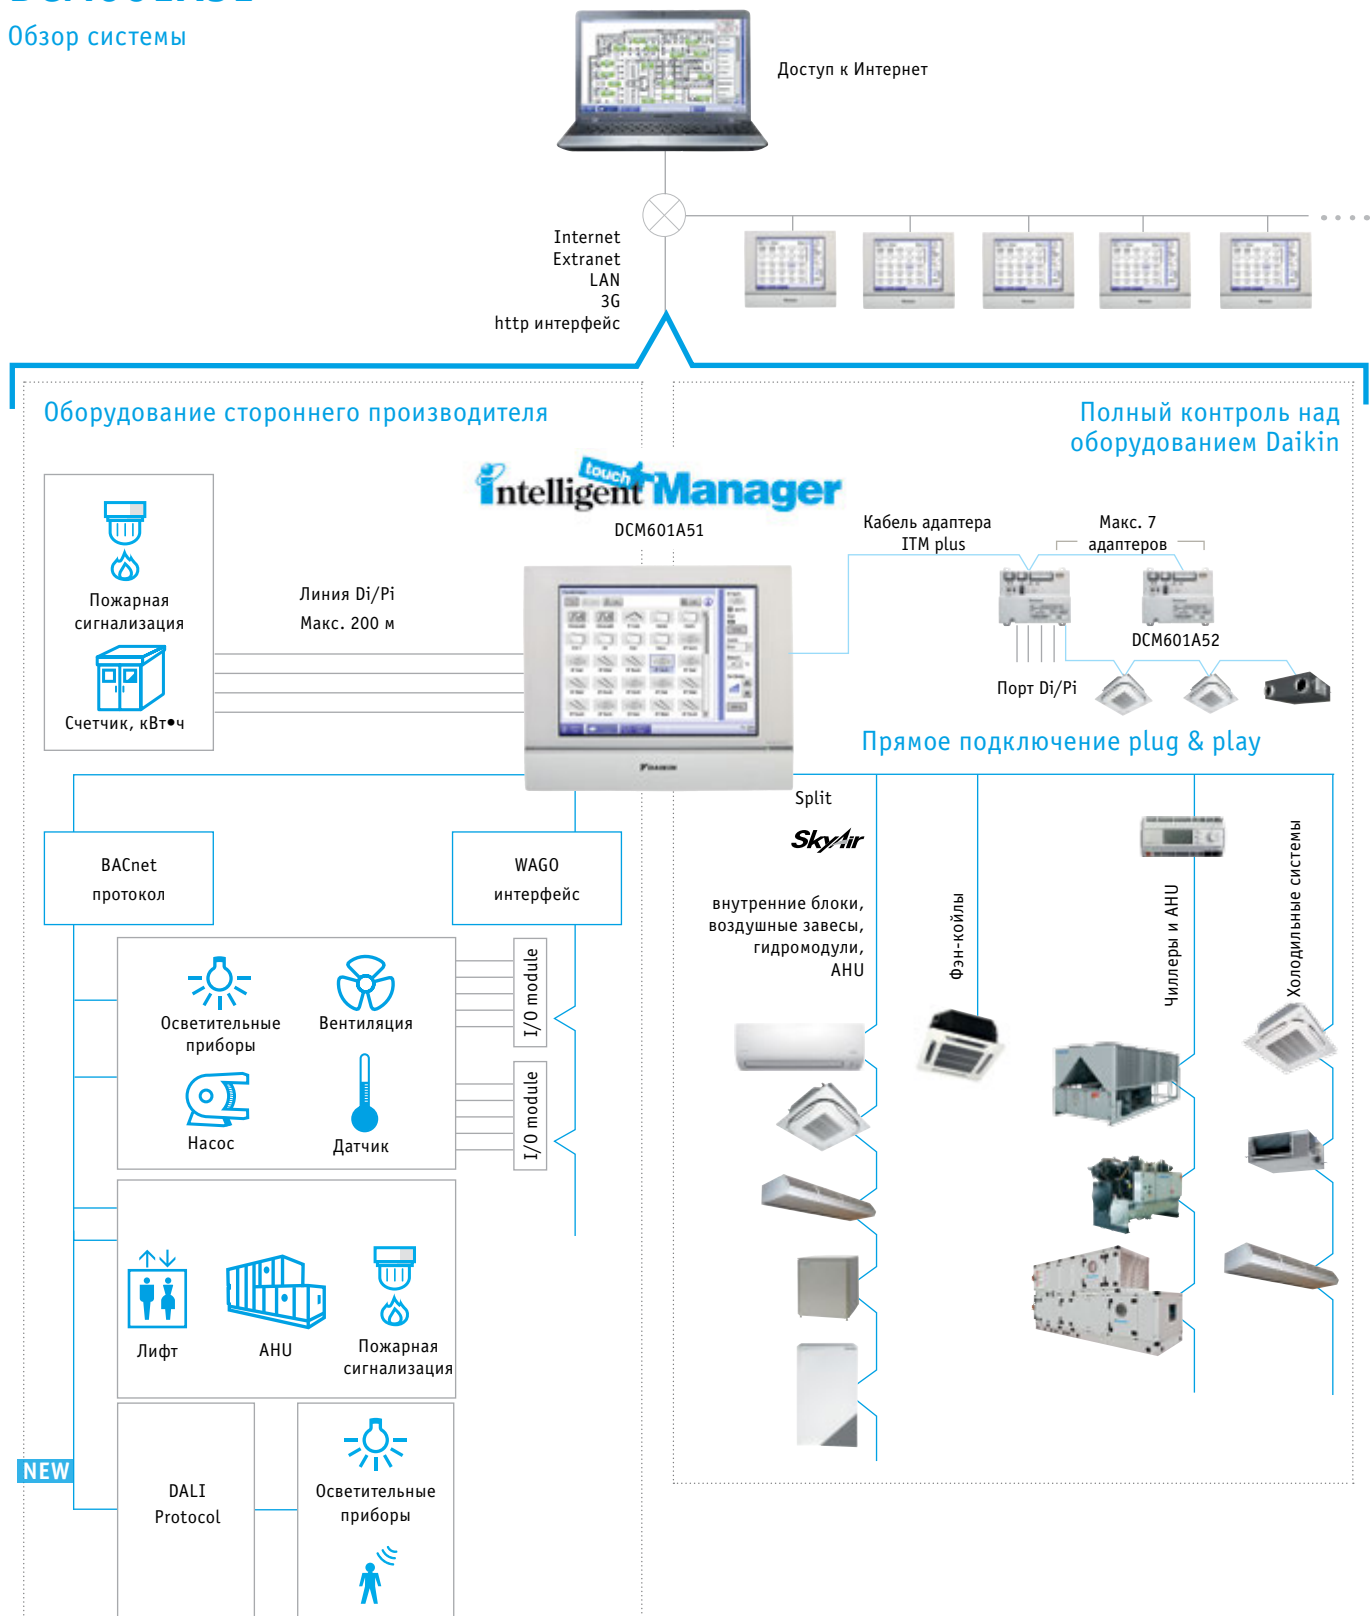 Обзор системы
Доступ к Интернет
Internet
Extranet
LAN
3G
http интерфейс
Оборудование стороннего производителя
Полный контроль над
оборудованием Daikin
intelligent touch Manager
DCM601A51
Кабель адаптера
ITM plus
Макс. 7
адаптеров
DCM601A52
Порт Di/Pi
Пожарная
сигнализация
Счетчик, кВт•ч
Линия Di/Pi
Макс. 200 м
DAIKIN
Прямое подключение plug & play
BACnet
протокол
WAGO
интерфейс
Split
SkyAir
внутренние блоки,
воздушные завесы,
гидромодули,
AHU
Фэн-койлы
Чиллеры и AHU
Холодильные системы
Осветительные
приборы
Вентиляция
Насос
Датчик
I/O module
I/O module
Лифт
AHU
Пожарная
сигнализация
NEW
DALI
Protocol
Осветительные
приборы